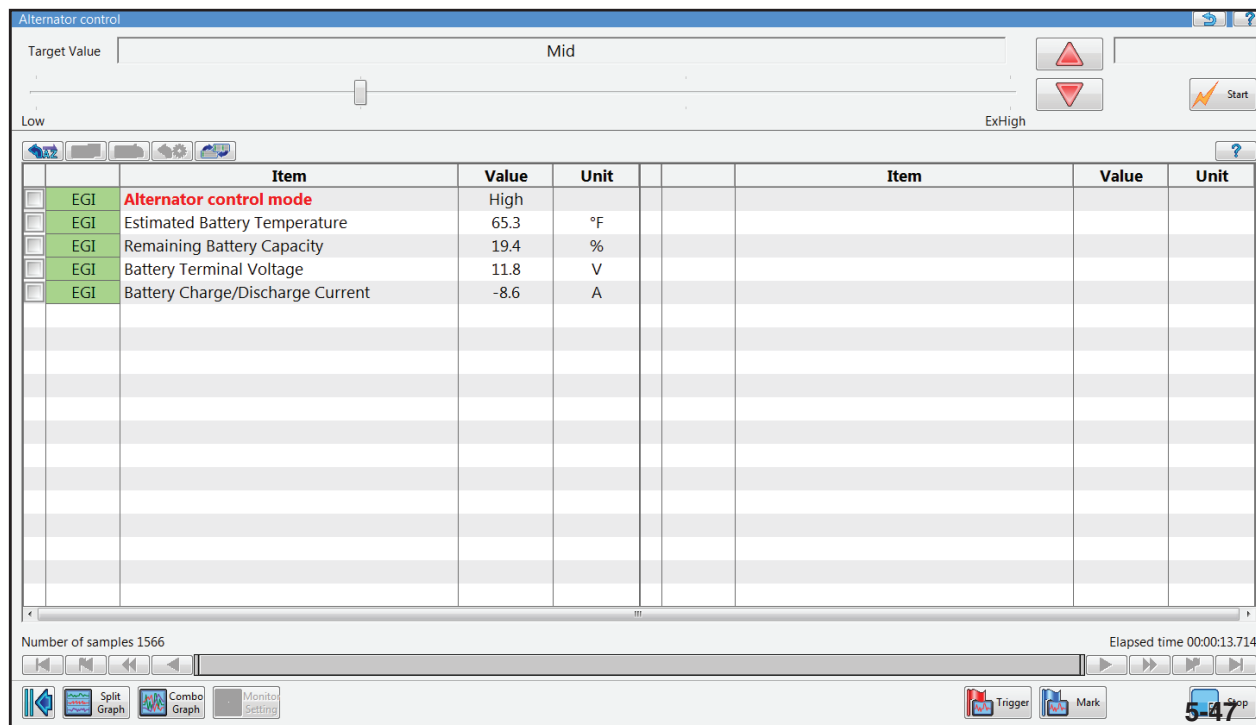 Alternator control
Target Value Mid
Start
Low ExHigh
Item Value Unit Item Value Unit
EGI Alternator control mode High
EGI Estimated Battery Temperature 65.3 °F
EGI Remaining Battery Capacity 19.4 %
EGI Battery Terminal Voltage 11.8 V
EGI Battery Charge/Discharge Current -8.6 A
Number of samples 1566 Elapsed time 00:00:13.714
Split Graph Combo Graph Monitor Setting Trigger Mark Stop
5-47